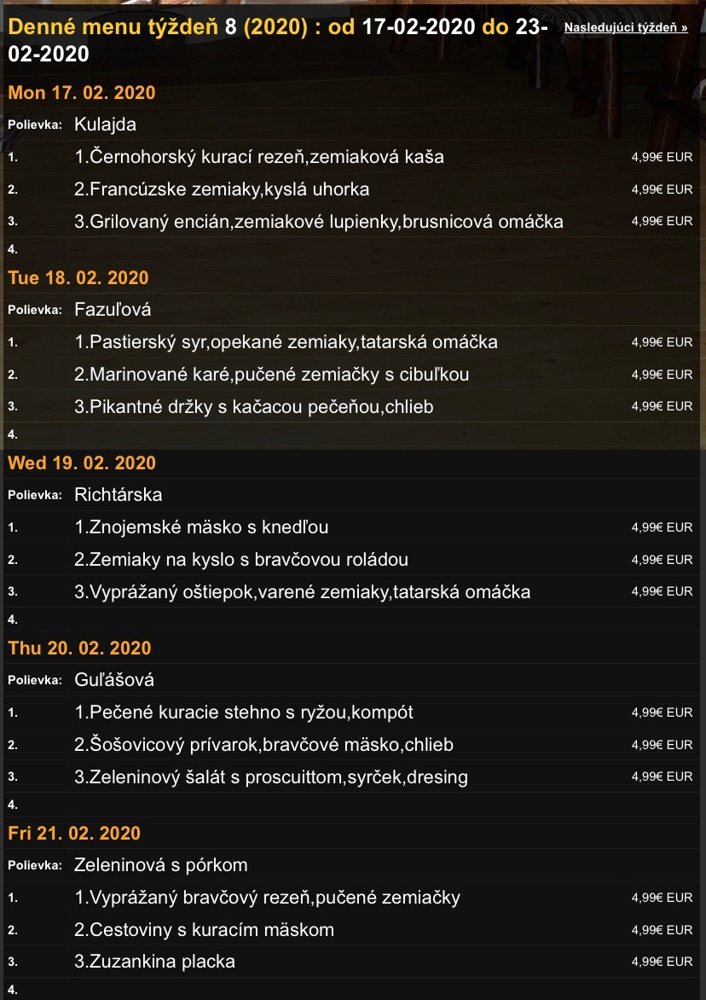 Denné menu týždeň 8 (2020) : od 17-02-2020 do 23-
02-2020
Nasledujúci týždeň »
Mon 17. 02. 2020
Polievka: Kulajda
1. 1.Černohorský kurací rezeň,zemiaková kaša 4,99€ EUR
2. 2.Francúzske zemiaky,kyslá uhorka 4,99€ EUR
3. 3.Grilovaný encián,zemiakové lupienky,brusnicová omáčka 4,99€ EUR
4.
Tue 18. 02. 2020
Polievka: Fazuľová
1. 1.Pastierský syr,opekané zemiaky,tatarská omáčka 4,99€ EUR
2. 2.Marinované karé,pučené zemiačky s cibuľkou 4,99€ EUR
3. 3.Pikantné držky s kačacou pečeňou,chlieb 4,99€ EUR
4.
Wed 19. 02. 2020
Polievka: Richtárska
1. 1.Znojemské mäsko s knedľou 4,99€ EUR
2. 2.Zemiaky na kyslo s bravčovou roládou 4,99€ EUR
3. 3.Vyprážaný oštiepok,varené zemiaky,tatarská omáčka 4,99€ EUR
4.
Thu 20. 02. 2020
Polievka: Guľášová
1. 1.Pečené kuracie stehno s ryžou,kompót 4,99€ EUR
2. 2.Šošovicový prívarok,bravčové mäsko,chlieb 4,99€ EUR
3. 3.Zeleninový šalát s proscuittom,syrček,dresing 4,99€ EUR
4.
Fri 21. 02. 2020
Polievka: Zeleninová s pórkom
1. 1.Vyprážaný bravčový rezeň,pučené zemiačky 4,99€ EUR
2. 2.Cestoviny s kuracím mäskom 4,99€ EUR
3. 3.Zuzankina placka 4,99€ EUR
4.